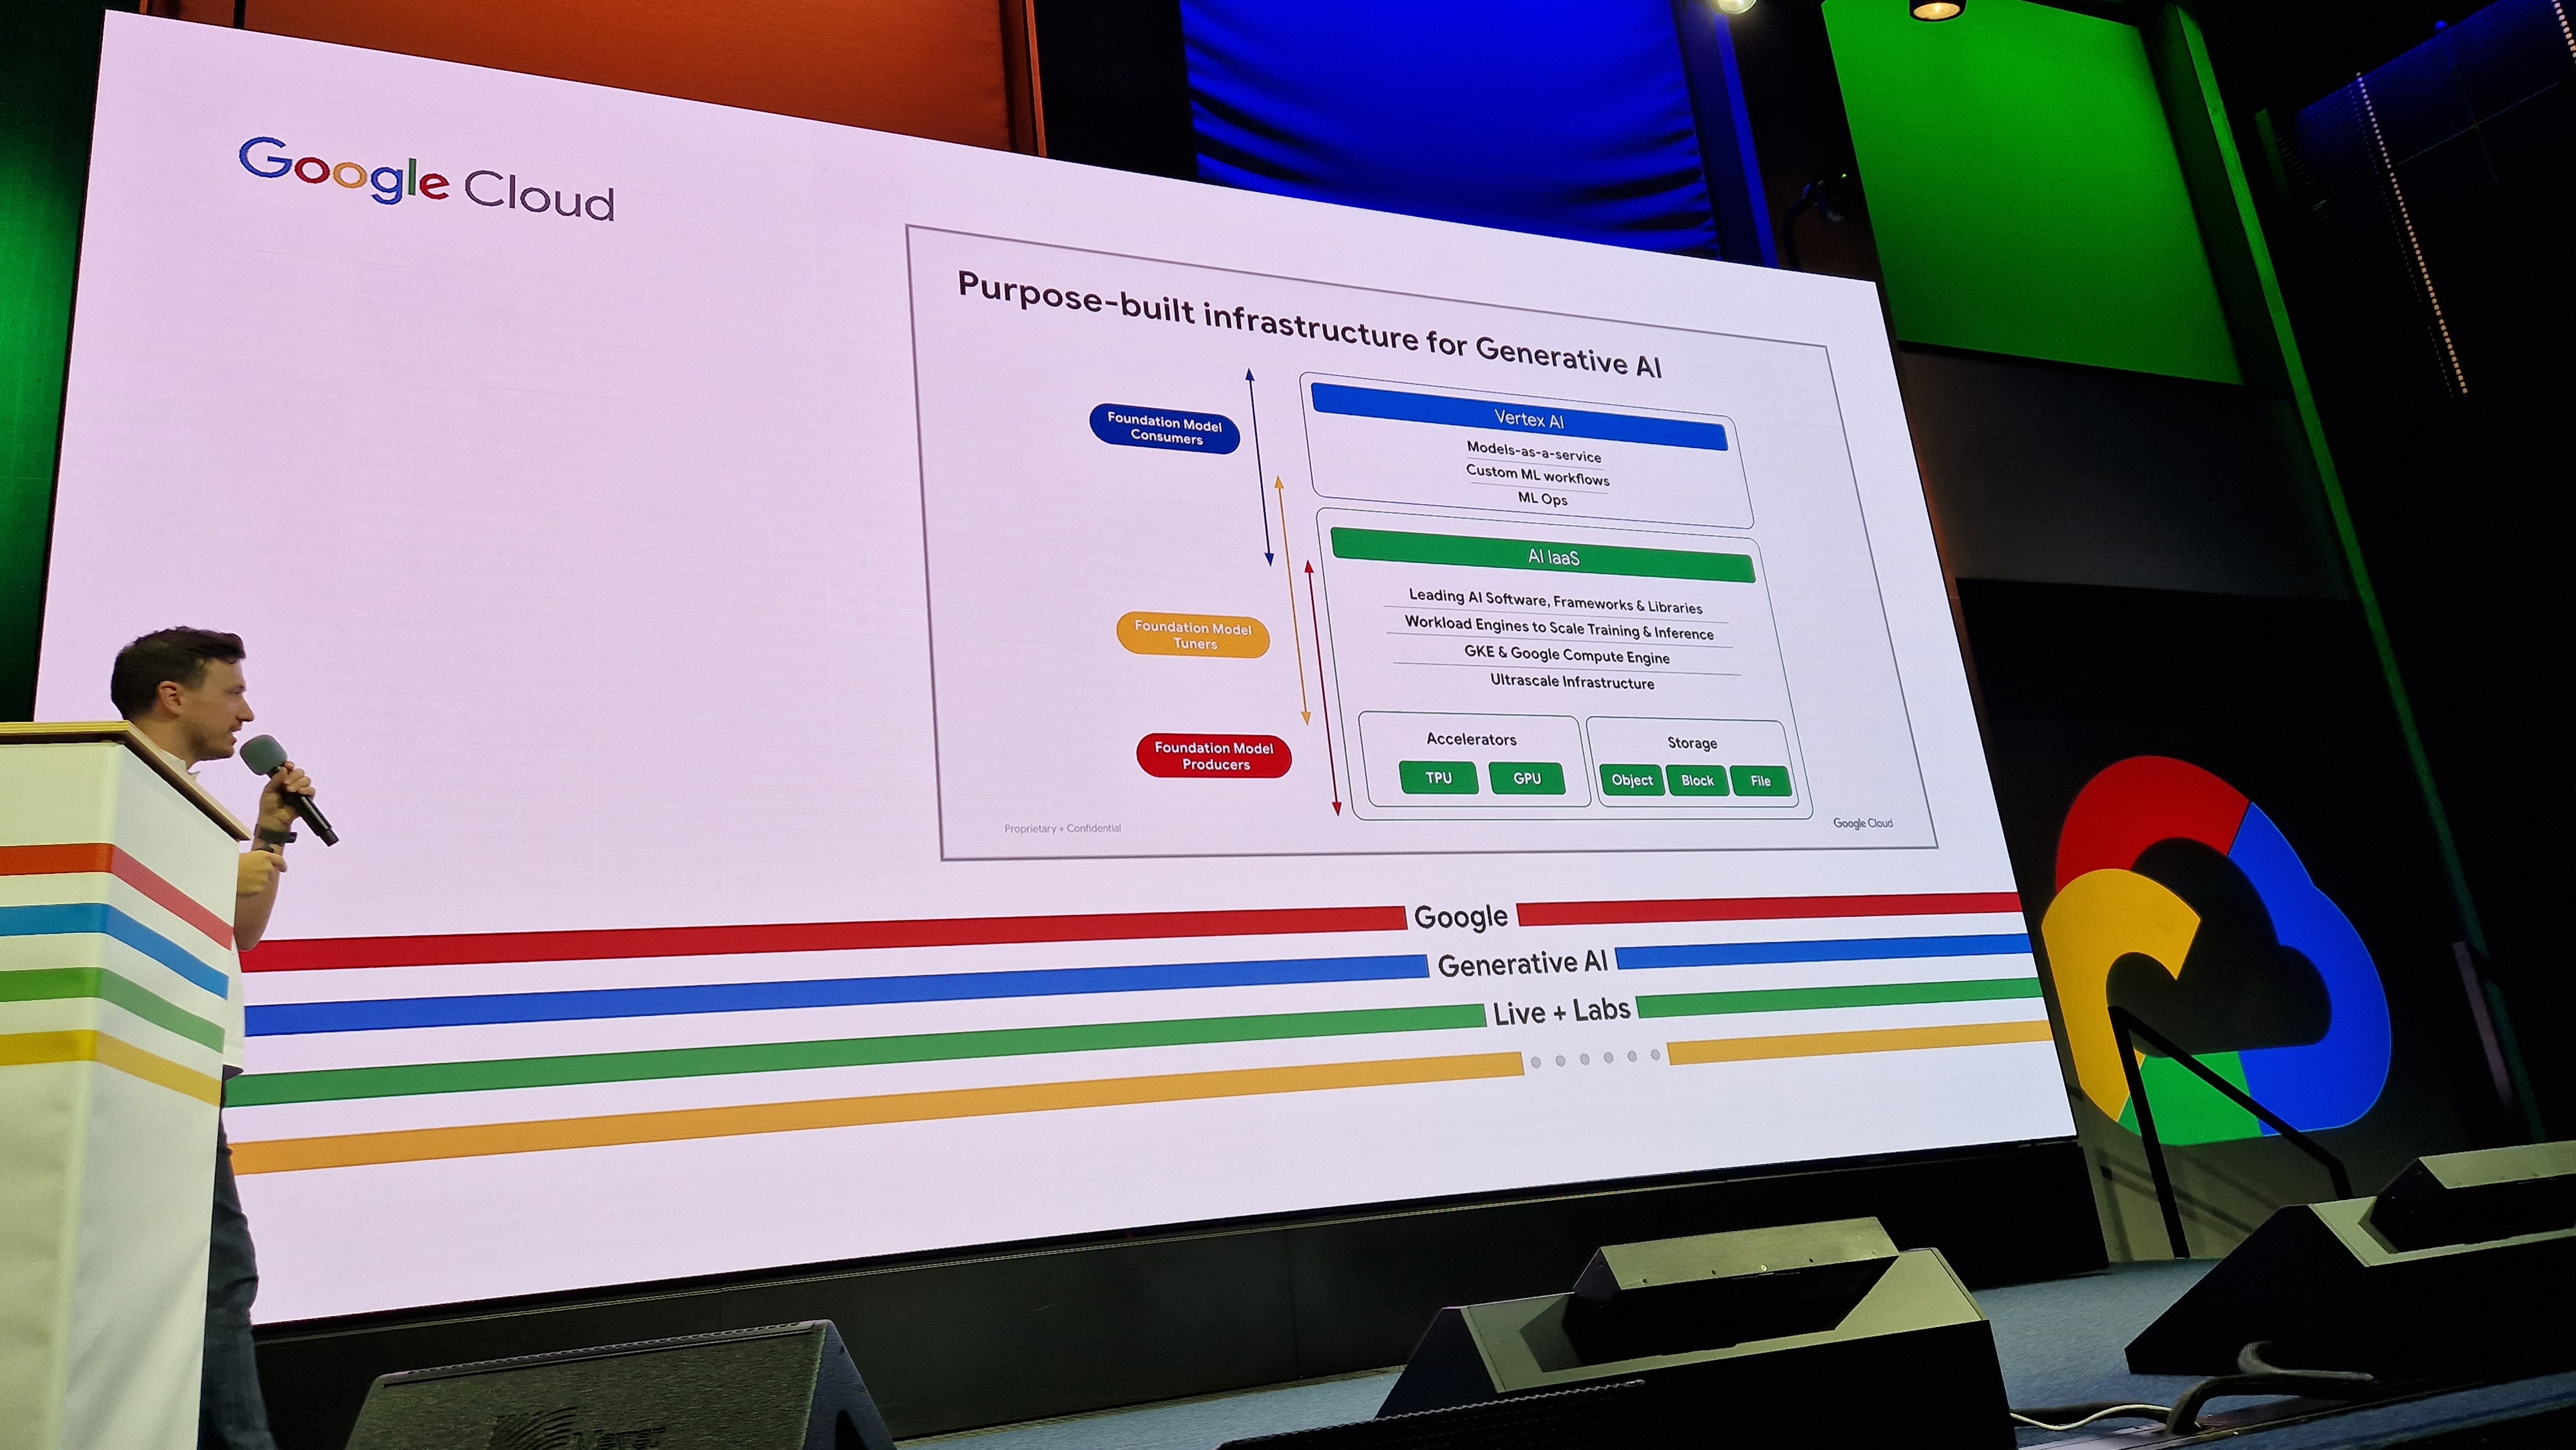 Google Cloud
Purpose-built infrastructure for Generative AI
Foundation Model
Consumers
Foundation Model
Tuners
Foundation Model
Producers
Vertex AI
Models-as-a-service
Custom ML workflows
ML Ops
AI IaaS
Leading AI Software, Frameworks & Libraries
Workload Engines to Scale Training & Inference
GKE & Google Compute Engine
Ultrascale Infrastructure
Accelerators
TPU GPU
Storage
Object Block File
Proprietary + Confidential
Google Cloud
Google
Generative AI
Live + Labs